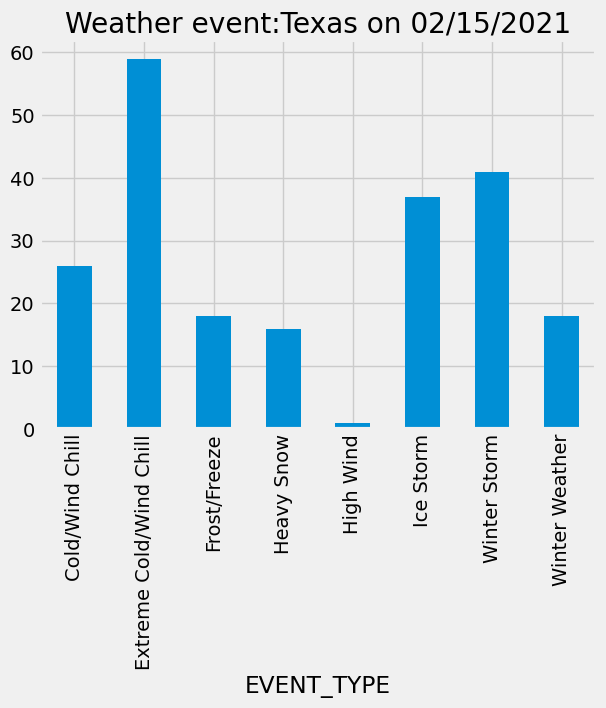 Weather event:Texas on 02/15/2021
60
50
40
30
20
10
0
Cold/Wind Chill
Extreme Cold/Wind Chill
Frost/Freeze
Heavy Snow
High Wind
Ice Storm
Winter Storm
Winter Weather
EVENT_TYPE